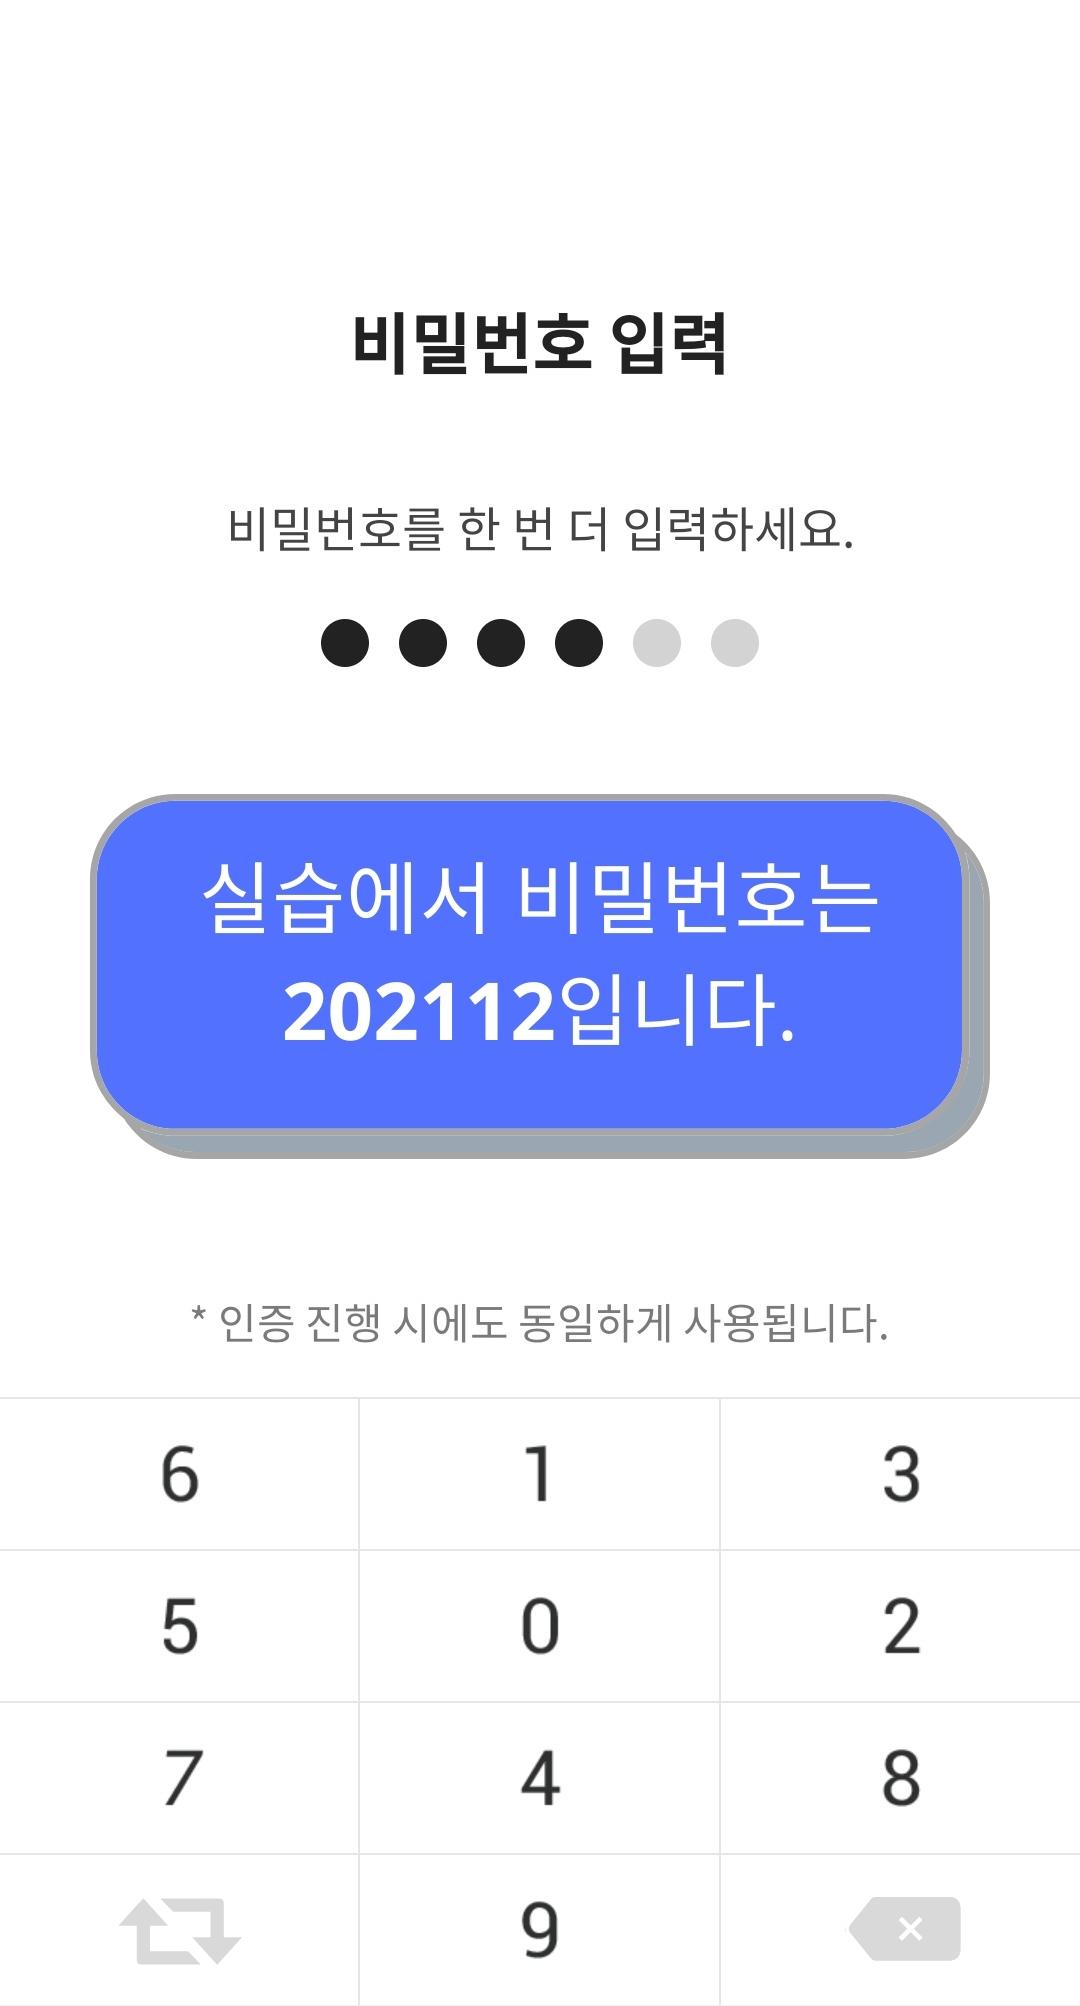 비밀번호 입력
비밀번호를 한 번 더 입력하세요.
실습에서 비밀번호는
202112입니다.
* 인증 진행 시에도 동일하게 사용됩니다.
6 1 3
5 0 2
7 4 8
9